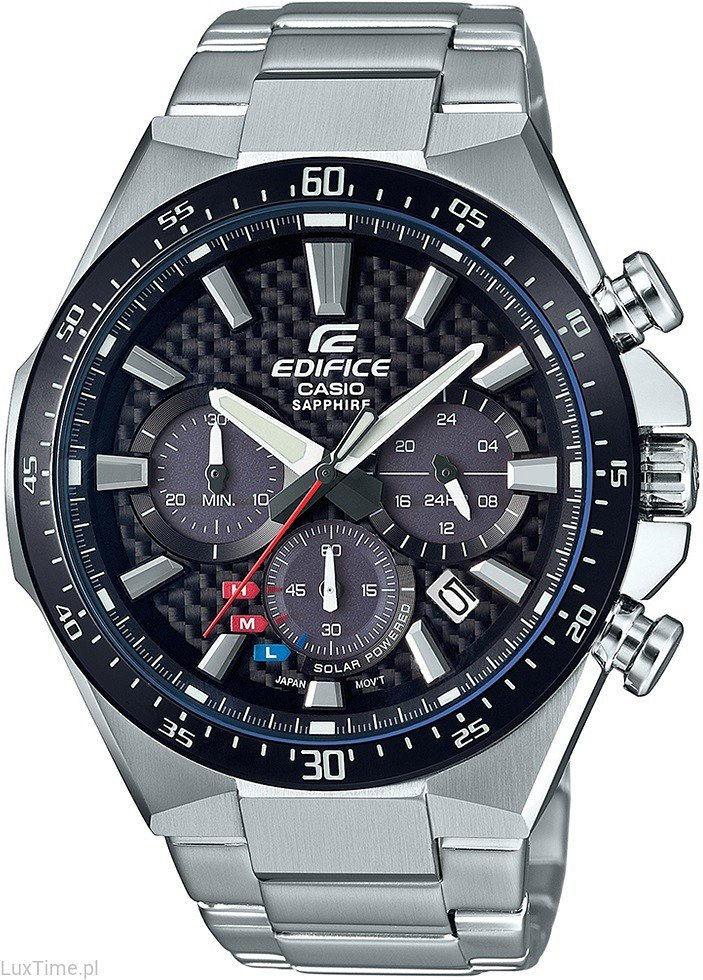 60
55
05
50
10
45
15
40
20
35
25
30
EDIFICE
CASIO
SAPPHIRE
30
20 MIN. 10
24
20 04
16 24H 08
12
60
45 15
30
H
M
L
SOLAR POWERED
JAPAN MOV'T
LuxTime.pl